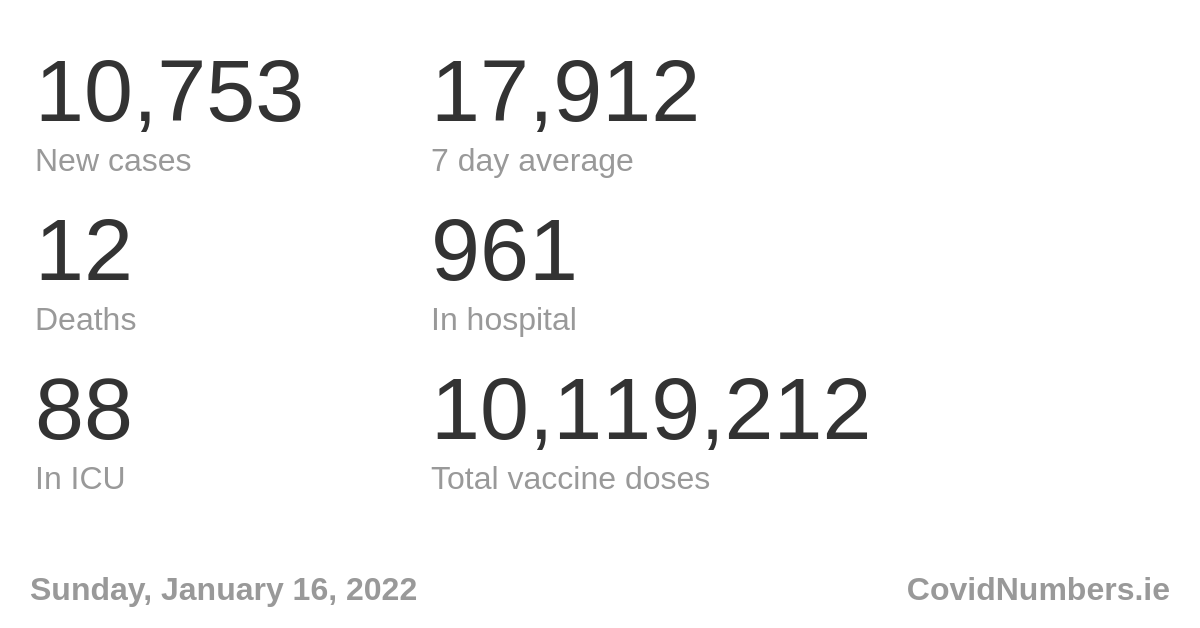 10,753
New cases
17,912
7 day average
12
Deaths
961
In hospital
88
In ICU
10,119,212
Total vaccine doses
Sunday, January 16, 2022
CovidNumbers.ie